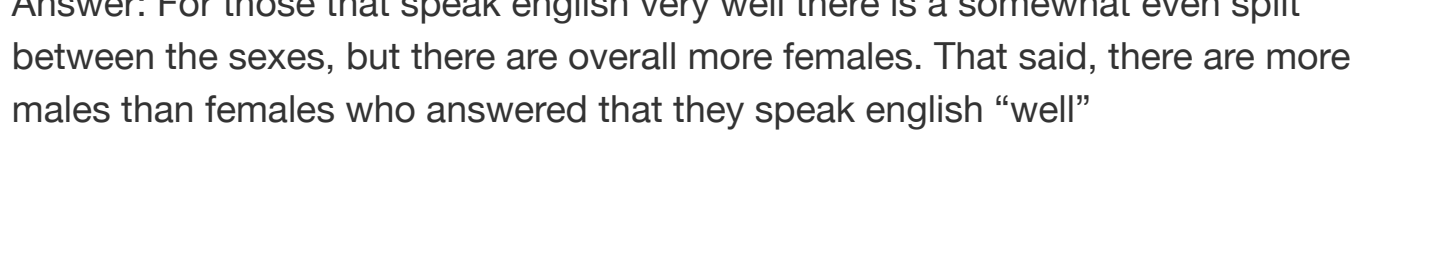 Answer: For those that speak english very well there is a somewhat even split
between the sexes, but there are overall more females. That said, there are more
males than females who answered that they speak english “well”